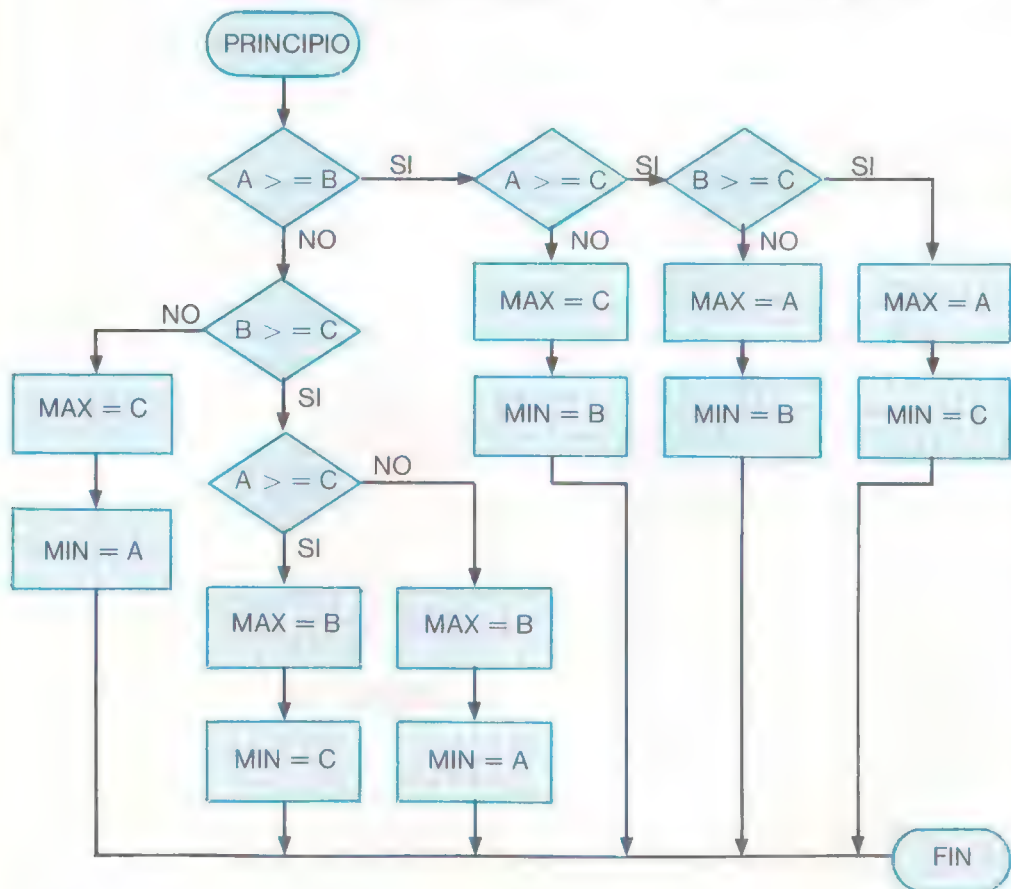 PRINCIPIO
A > = B
SI
A > = C
SI
B > = C
SI
NO
NO
NO
NO
B > = C
MAX = C
MAX = A
MAX = A
MAX = C
SI
MIN = B
MIN = B
MIN = C
A > = C
NO
MIN = A
SI
MAX = B
MAX = B
MIN = C
MIN = A
FIN